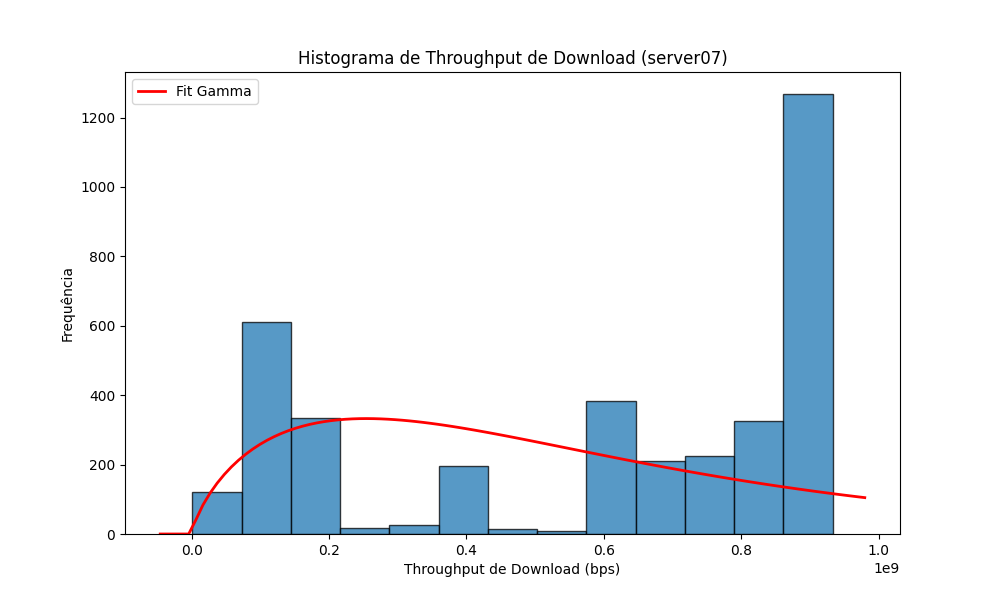 Histograma de Throughput de Download (server07)
Fit Gamma
1200
1000
800
600
400
200
0
Frequência
0.0 0.2 0.4 0.6 0.8 1.0
1e9
Throughput de Download (bps)